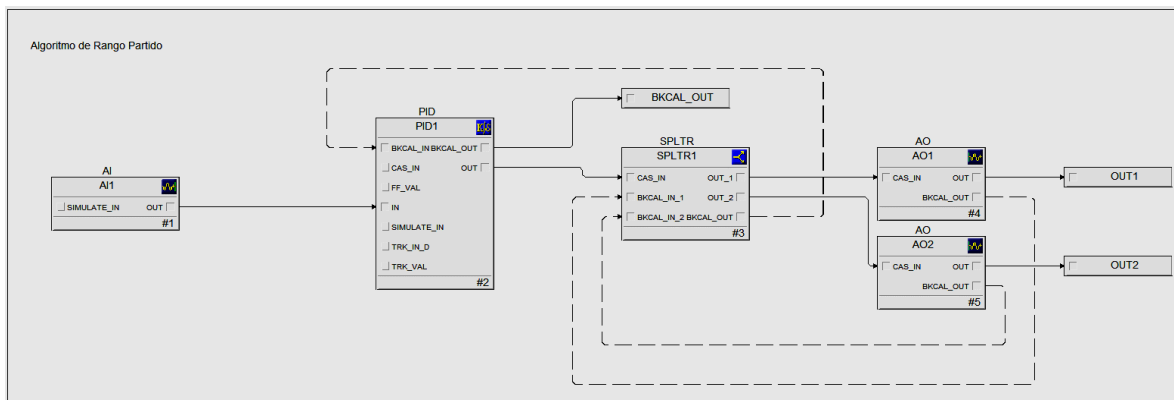 Algoritmo de Rango Partido
AI
AI1
SIMULATE_IN OUT
#1
PID
PID1
BKCAL_IN BKCAL_OUT
CAS_IN OUT
FF_VAL
IN
SIMULATE_IN
TRK_IN_D
TRK_VAL
#2
BKCAL_OUT
SPLTR
SPLTR1
CAS_IN OUT_1
BKCAL_IN_1 OUT_2
BKCAL_IN_2 BKCAL_OUT
#3
AO
AO1
CAS_IN OUT
BKCAL_OUT
#4
AO
AO2
CAS_IN OUT
BKCAL_OUT
#5
OUT1
OUT2